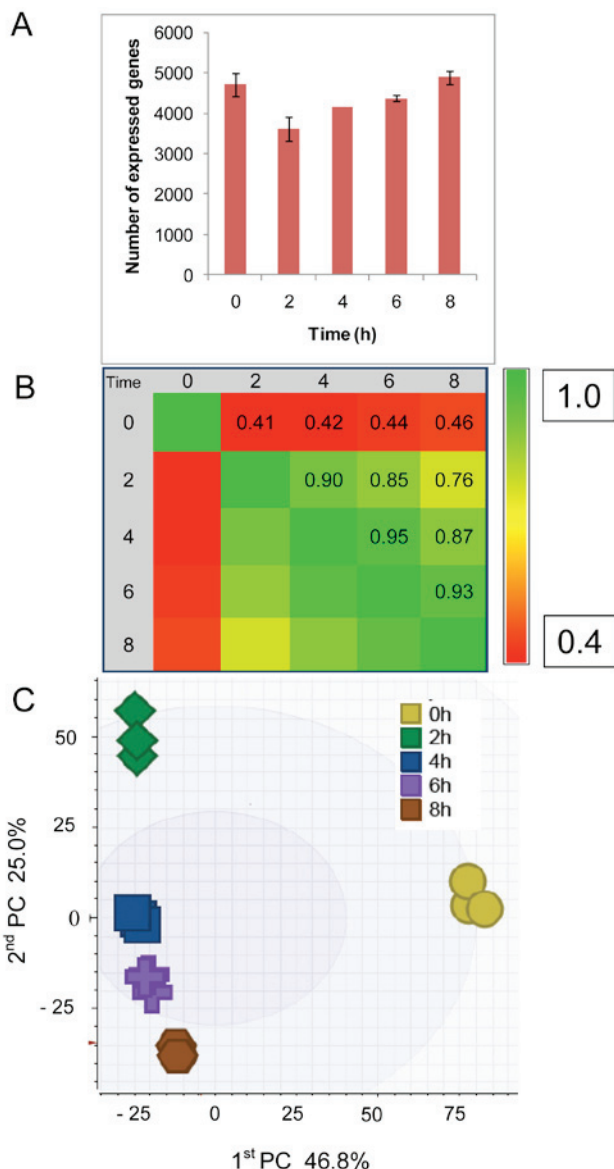 A
6000
5000
4000
3000
2000
1000
0
Number of expressed genes
0 2 4 6 8
Time (h)
B
Time 0 2 4 6 8
0 0.41 0.42 0.44 0.46
2 0.90 0.85 0.76
4 0.95 0.87
6 0.93
8
1.0
0.4
C
0h
2h
4h
6h
8h
50
25
0
- 25
2nd PC 25.0%
- 25 0 25 50 75
1st PC 46.8%